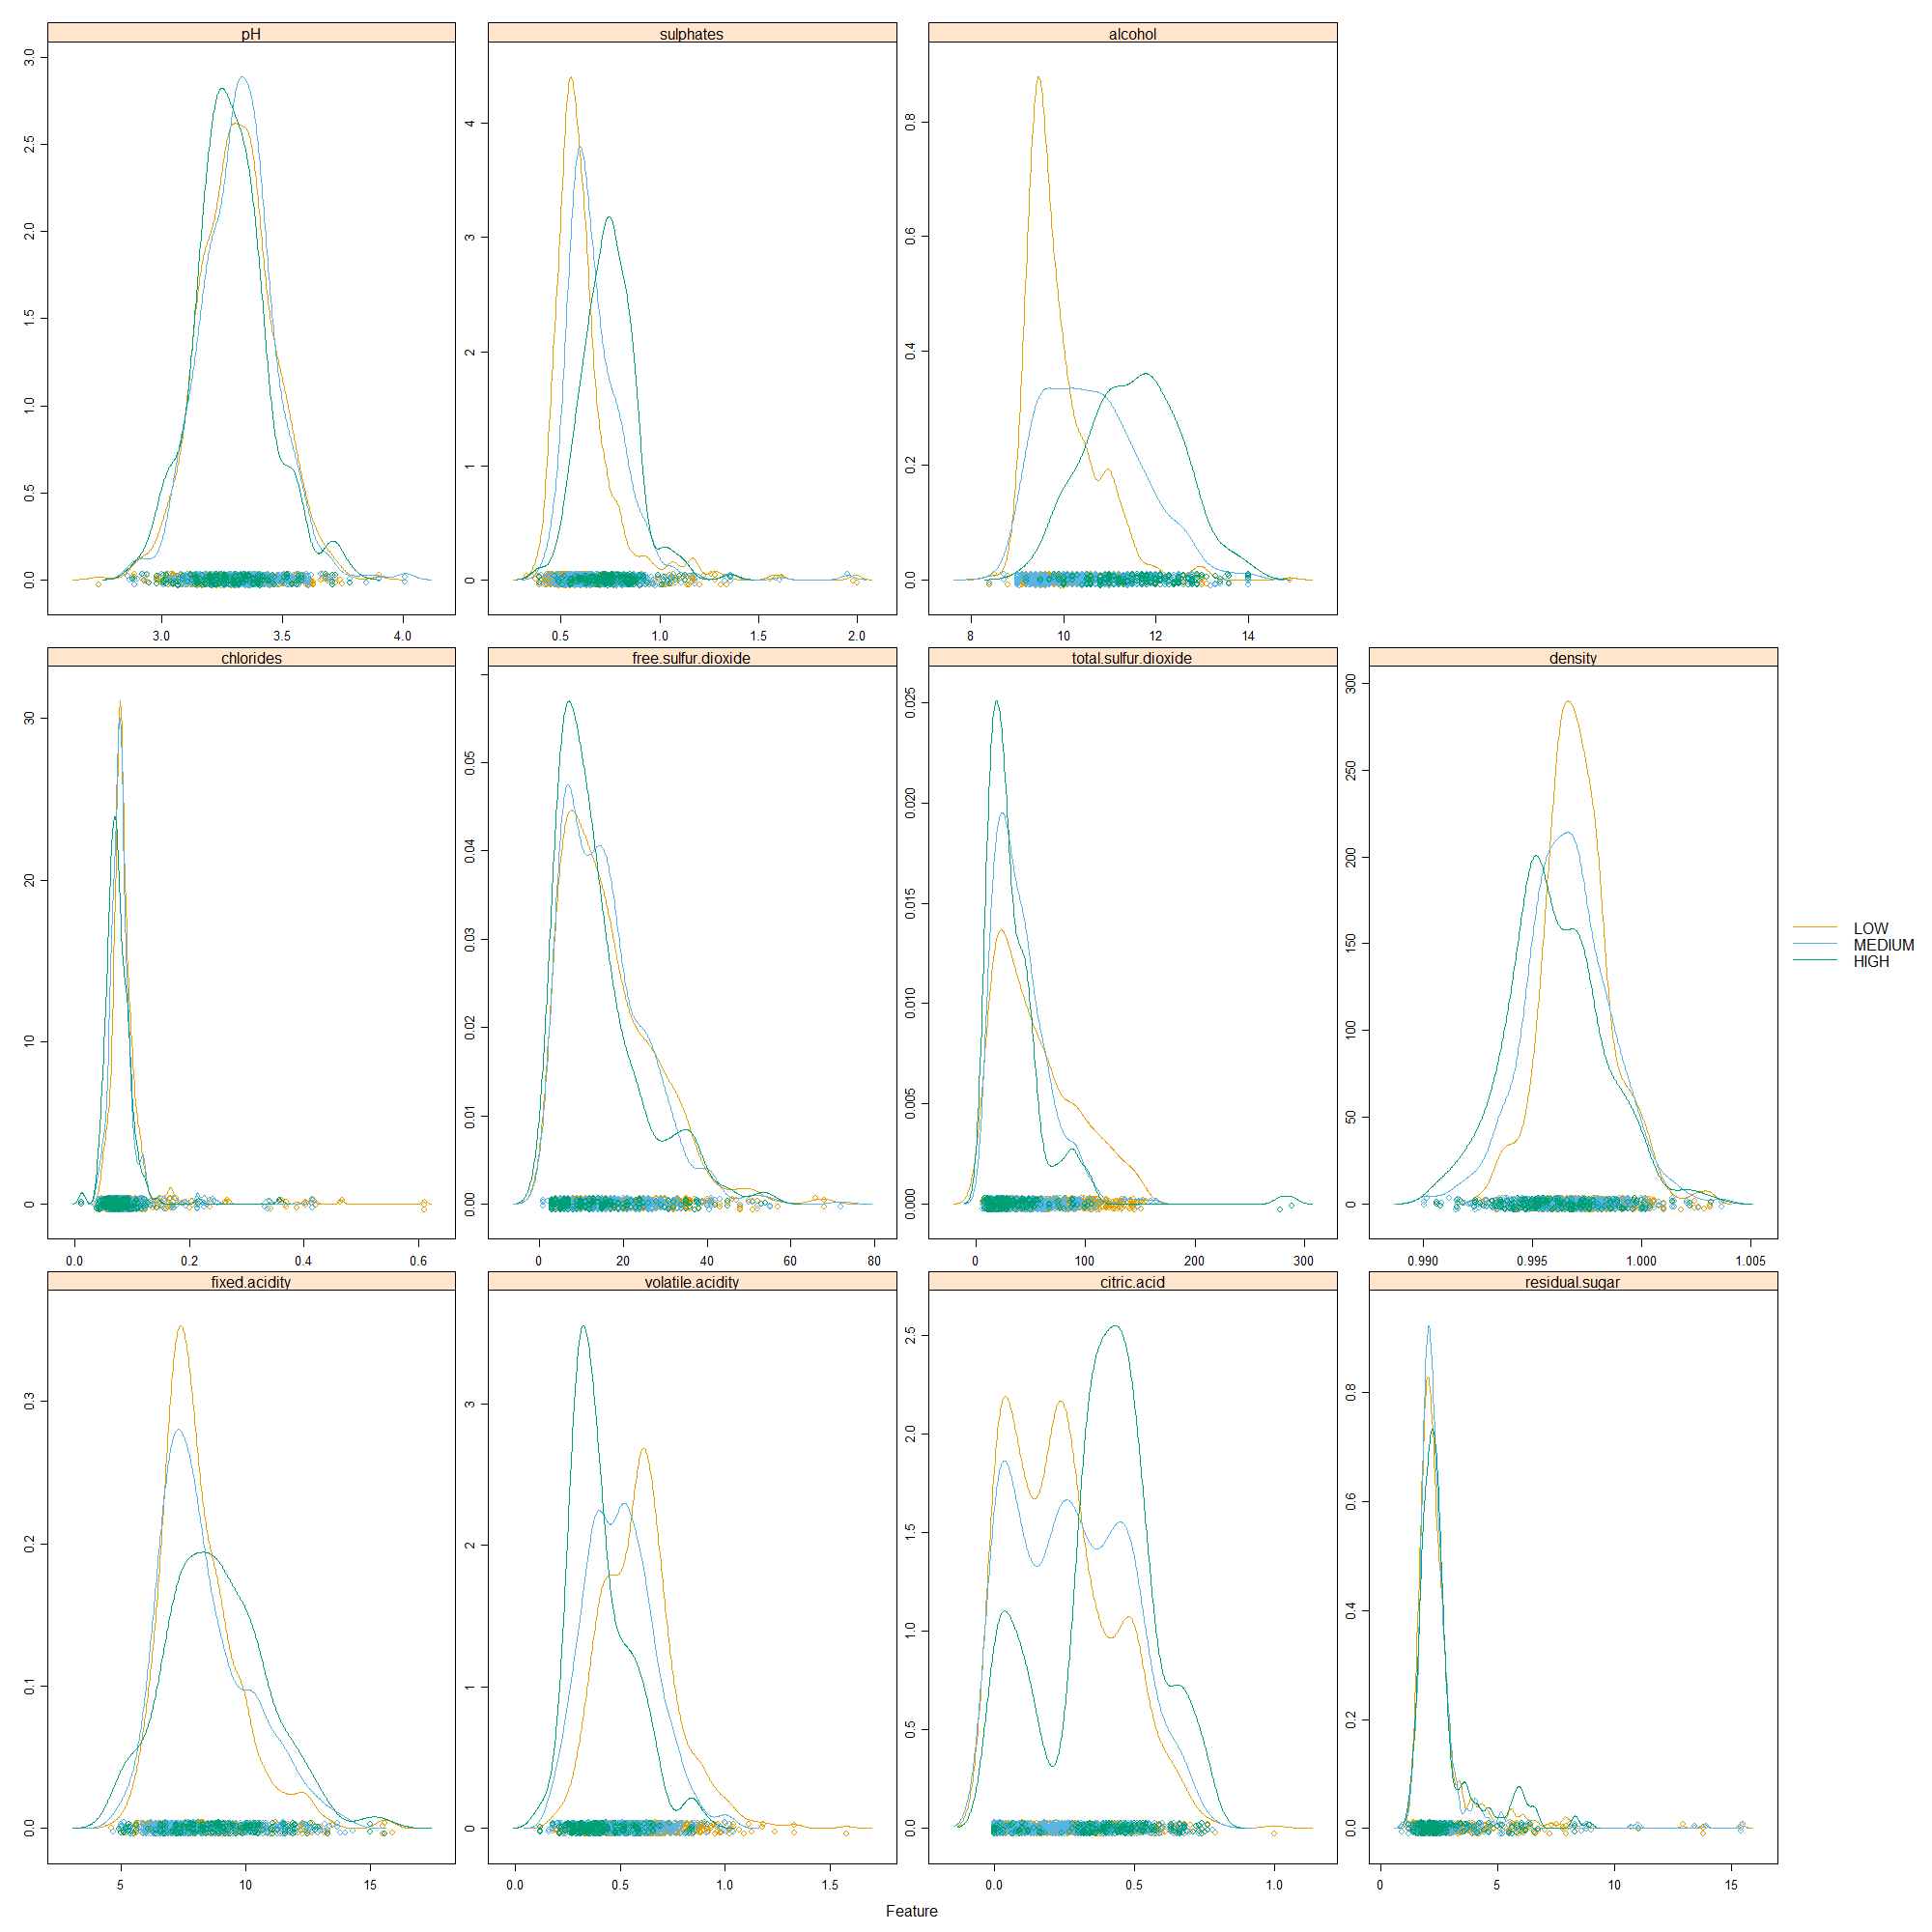 pH
sulphates
alcohol
0.0 0.5 1.0 1.5 2.0 2.5 3.0
0 1 2 3 4
0.0 0.2 0.4 0.6 0.8
3.0 3.5 4.0
0.5 1.0 1.5 2.0
8 10 12 14
chlorides
free.sulfur.dioxide
total.sulfur.dioxide
density
0 10 20 30
0.00 0.01 0.02 0.03 0.04 0.05
0.000 0.005 0.010 0.015 0.020 0.025
0 50 100 150 200 250 300
0.0 0.2 0.4 0.6
0 20 40 60 80
0 100 200 300
0.990 0.995 1.000 1.005
LOW
MEDIUM
HIGH
fixed.acidity
volatile.acidity
citric.acid
residual.sugar
0.0 0.1 0.2 0.3
0 1 2 3
0.0 0.5 1.0 1.5 2.0 2.5
0.0 0.2 0.4 0.6 0.8
5 10 15
0.0 0.5 1.0 1.5
0.0 0.5 1.0
0 5 10 15
Feature